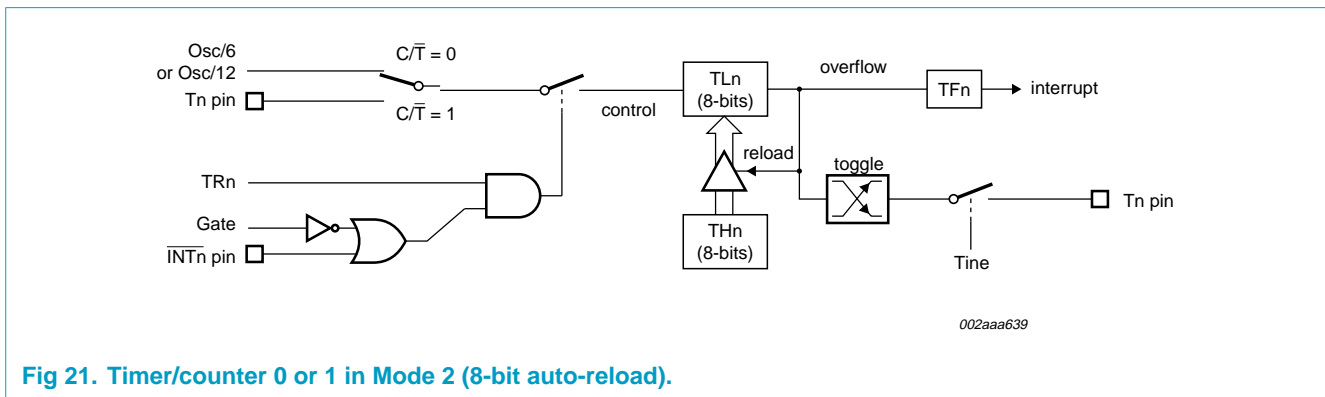 Osc/6
or Osc/12
C/T̅ = 0
Tn pin
C/T̅ = 1
control
TLn
(8-bits)
overflow
TFn
interrupt
reload
toggle
TRn
Gate
I̅N̅T̅n pin
THn
(8-bits)
Tn pin
Tine
002aaa639
Fig 21. Timer/counter 0 or 1 in Mode 2 (8-bit auto-reload).